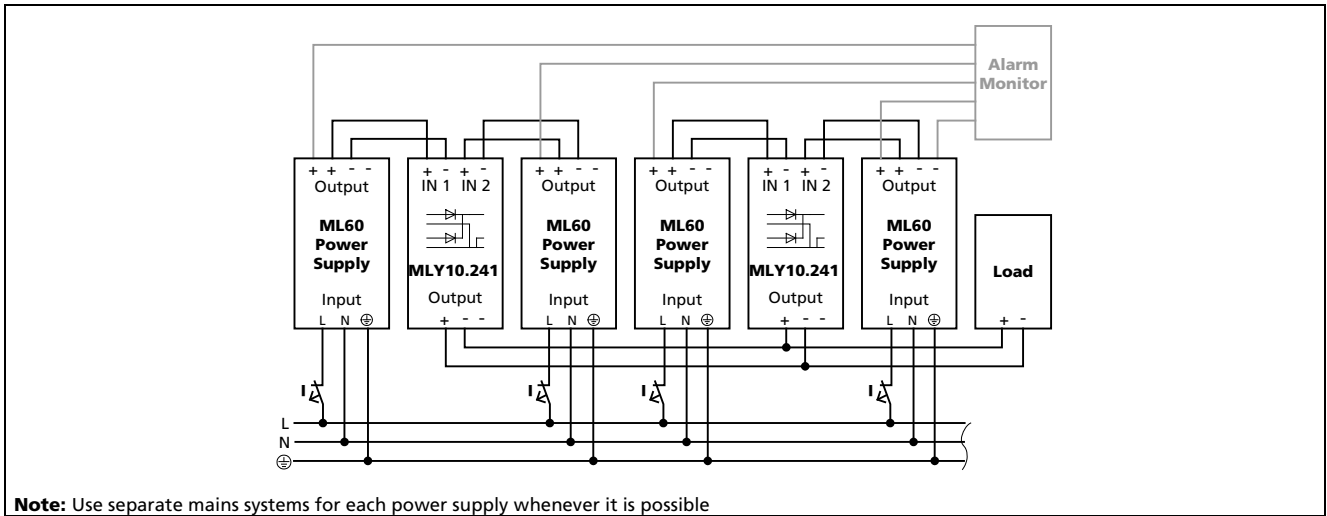 Alarm
Monitor
+ + - -
Output
ML60
Power
Supply
Input
L N ⏚
+ - + -
IN 1 IN 2
MLY10.241
Output
+ - -
+ + - -
Output
ML60
Power
Supply
Input
L N ⏚
+ + - -
Output
ML60
Power
Supply
Input
L N ⏚
+ - + -
IN 1 IN 2
MLY10.241
Output
+ - -
+ + - -
Output
ML60
Power
Supply
Input
L N ⏚
Load
+ -
I
I
I
I
L
N
⏚
Note: Use separate mains systems for each power supply whenever it is possible